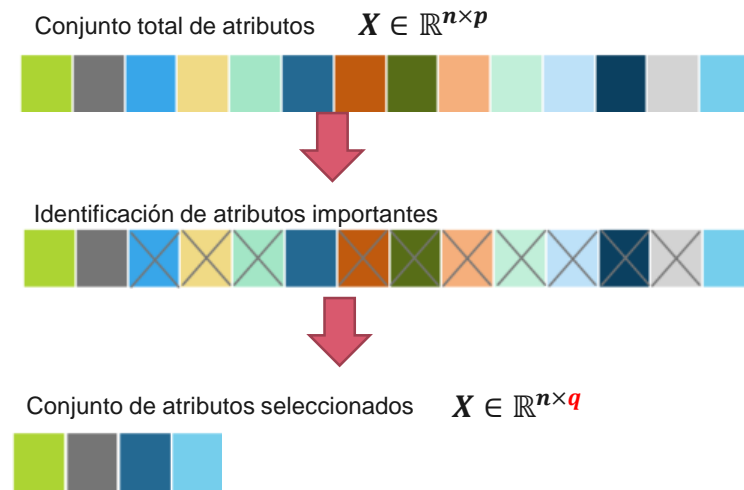 Conjunto total de atributos X ∈ ℝ^{n×p}
Identificación de atributos importantes
Conjunto de atributos seleccionados X ∈ ℝ^{n×q}